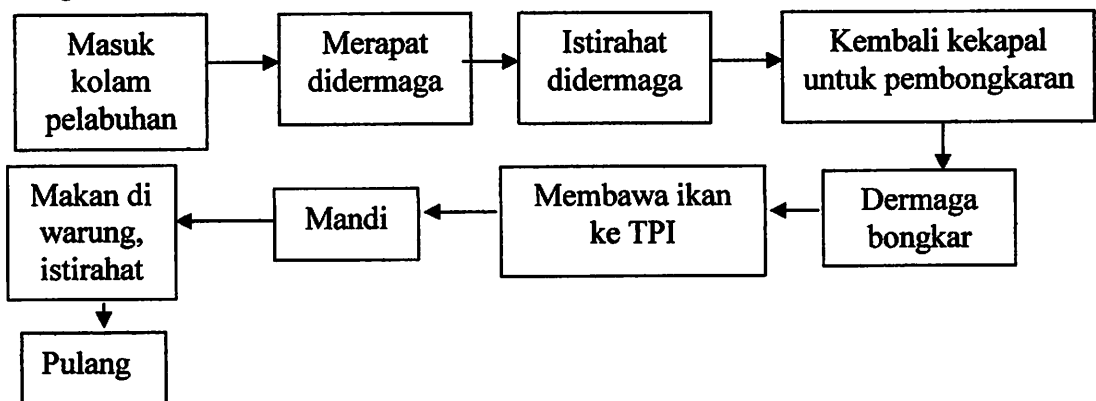 Masuk
kolam
pelabuhan
Merapat
didermaga
Istirahat
didermaga
Kembali kekapal
untuk pembongkaran
Dermaga
bongkar
Membawa ikan
ke TPI
Mandi
Makan di
warung,
istirahat
Pulang